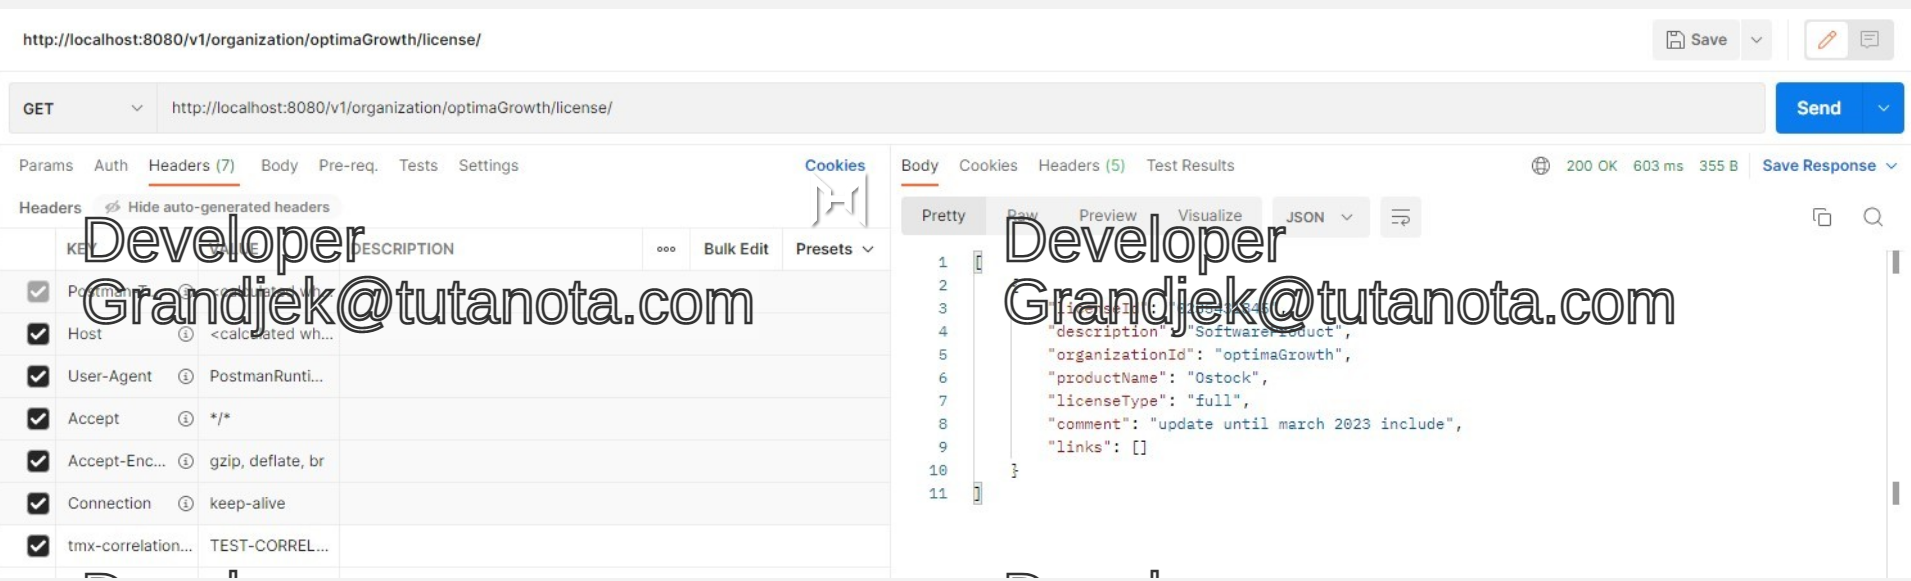 http://localhost:8080/v1/organization/optimaGrowth/license/
Save
GET http://localhost:8080/v1/organization/optimaGrowth/license/ Send
Params Auth Headers (7) Body Pre-req. Tests Settings Cookies
Headers Hide auto-generated headers
KEY VALUE DESCRIPTION ooo Bulk Edit Presets
Developer
Grandjek@tutanota.com
Postman-T... <calculated wh...
Host <calculated wh...
User-Agent PostmanRunti...
Accept */*
Accept-Enc... gzip, deflate, br
Connection keep-alive
tmx-correlation... TEST-CORREL...
Body Cookies Headers (5) Test Results 200 OK 603 ms 355 B Save Response
Pretty Raw Preview Visualize JSON
Developer
Grandjek@tutanota.com
1 [
2 {
3 "licenseId":
4 "description": "SoftwareProduct",
5 "organizationId": "optimaGrowth",
6 "productName": "Ostock",
7 "licenseType": "full",
8 "comment": "update until march 2023 include",
9 "links": []
10 }
11 ]